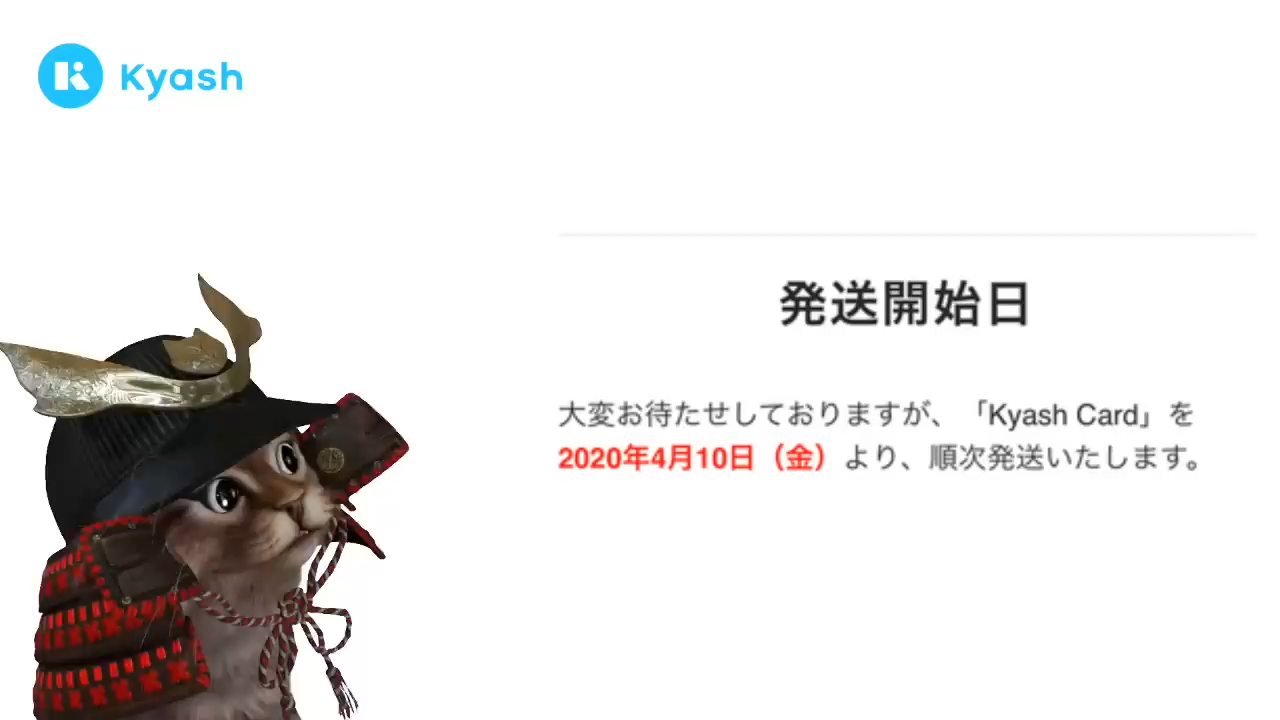 Kyash
発送開始日
大変お待たせしておりますが、「Kyash Card」を
2020年4月10日（金）より、順次発送いたします。